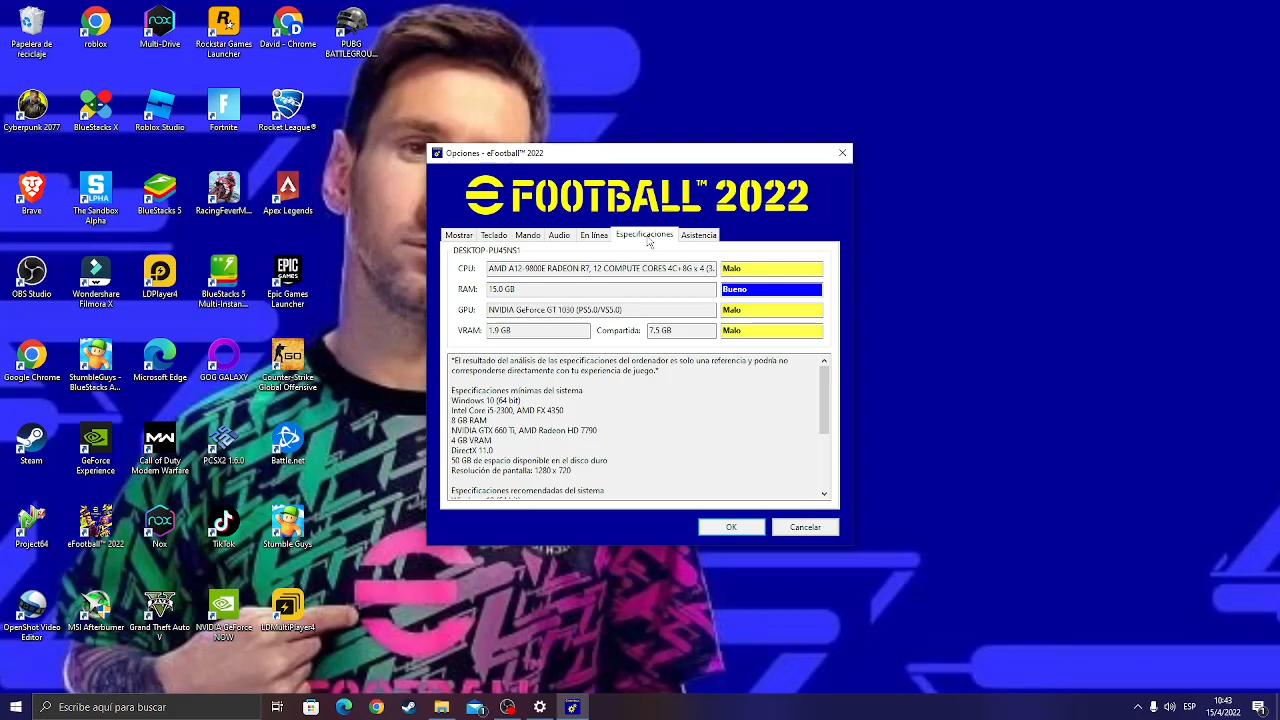 Papelera de reciclaje
roblox
Multi-Drive
Rockstar Games Launcher
David - Chrome
PUBG BATTLEGROU...
Cyberpunk 2077
BlueStacks X
Roblox Studio
Fortnite
Rocket League®
Brave
The Sandbox Alpha
BlueStacks 5
RacingFeverM...
Apex Legends
OBS Studio
Wondershare Filmora X
LDPlayer4
BlueStacks 5 Multi-Instan...
Epic Games Launcher
Google Chrome
StumbleGuys - BlueStacks A...
Microsoft Edge
GOG GALAXY
Counter-Strike Global Offensive
Steam
GeForce Experience
Call of Duty Modern Warfare
PCSX2 1.6.0
Battle.net
Project64
eFootball™ 2022
Nox
TikTok
Stumble Guys
OpenShot Video Editor
MSI Afterburner
Grand Theft Auto V
NVIDIA GeForce NOW
LDMultiPlayer4
Opciones - eFootball™ 2022
FOOTBALL™ 2022
Mostrar Teclado Mando Audio En línea Especificaciones Asistencia
DESKTOP-PU45NS1
CPU: AMD A12-9800E RADEON R7, 12 COMPUTE CORES 4C+8G x 4 (3. Malo
RAM: 15.0 GB Bueno
GPU: NVIDIA GeForce GT 1030 (PS5.0/VS5.0) Malo
VRAM: 1.9 GB Compartida: 7.5 GB Malo
*El resultado del análisis de las especificaciones del ordenador es solo una referencia y podría no
corresponderse directamente con tu experiencia de juego.*
Especificaciones mínimas del sistema
Windows 10 (64 bit)
Intel Core i5-2300, AMD FX 4350
8 GB RAM
NVIDIA GTX 660 Ti, AMD Radeon HD 7790
4 GB VRAM
DirectX 11.0
50 GB de espacio disponible en el disco duro
Resolución de pantalla: 1280 x 720
Especificaciones recomendadas del sistema
OK Cancelar
Escribe aquí para buscar
ESP
10:43
15/4/2022